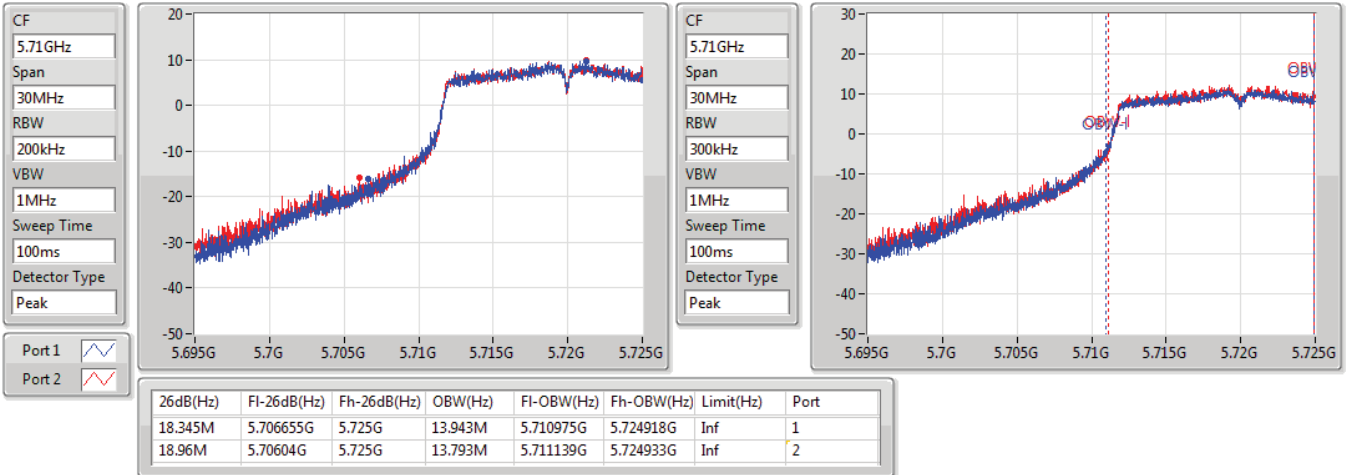 CF
5.71GHz
Span
30MHz
RBW
200kHz
VBW
1MHz
Sweep Time
100ms
Detector Type
Peak
Port 1
Port 2
20
10
0
-10
-20
-30
-40
-50
5.695G 5.7G 5.705G 5.71G 5.715G 5.72G 5.725G
CF
5.71GHz
Span
30MHz
RBW
300kHz
VBW
1MHz
Sweep Time
100ms
Detector Type
Peak
30
20
10
0
-10
-20
-30
-40
-50
5.695G 5.7G 5.705G 5.71G 5.715G 5.72G 5.725G
26dB(Hz) Fl-26dB(Hz) Fh-26dB(Hz) OBW(Hz) Fl-OBW(Hz) Fh-OBW(Hz) Limit(Hz) Port
18.345M 5.706655G 5.725G 13.943M 5.710975G 5.724918G Inf 1
18.96M 5.70604G 5.725G 13.793M 5.711139G 5.724933G Inf 2